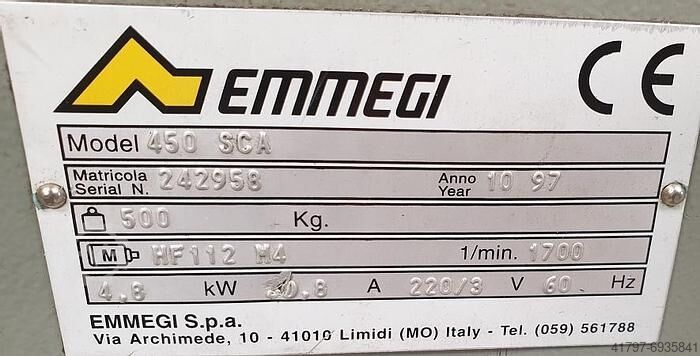 EMMEGI CE
Model 450 SCA
Matricola Serial N. 242958 Anno Year 10 97
500 Kg.
M HF112 M4 1/min. 1700
4.8 kW A 220/3 V 60 Hz
EMMEGI S.p.a.
Via Archimede, 10 - 41010 Limidi (MO) Italy - Tel. (059) 561788
41797-6935841